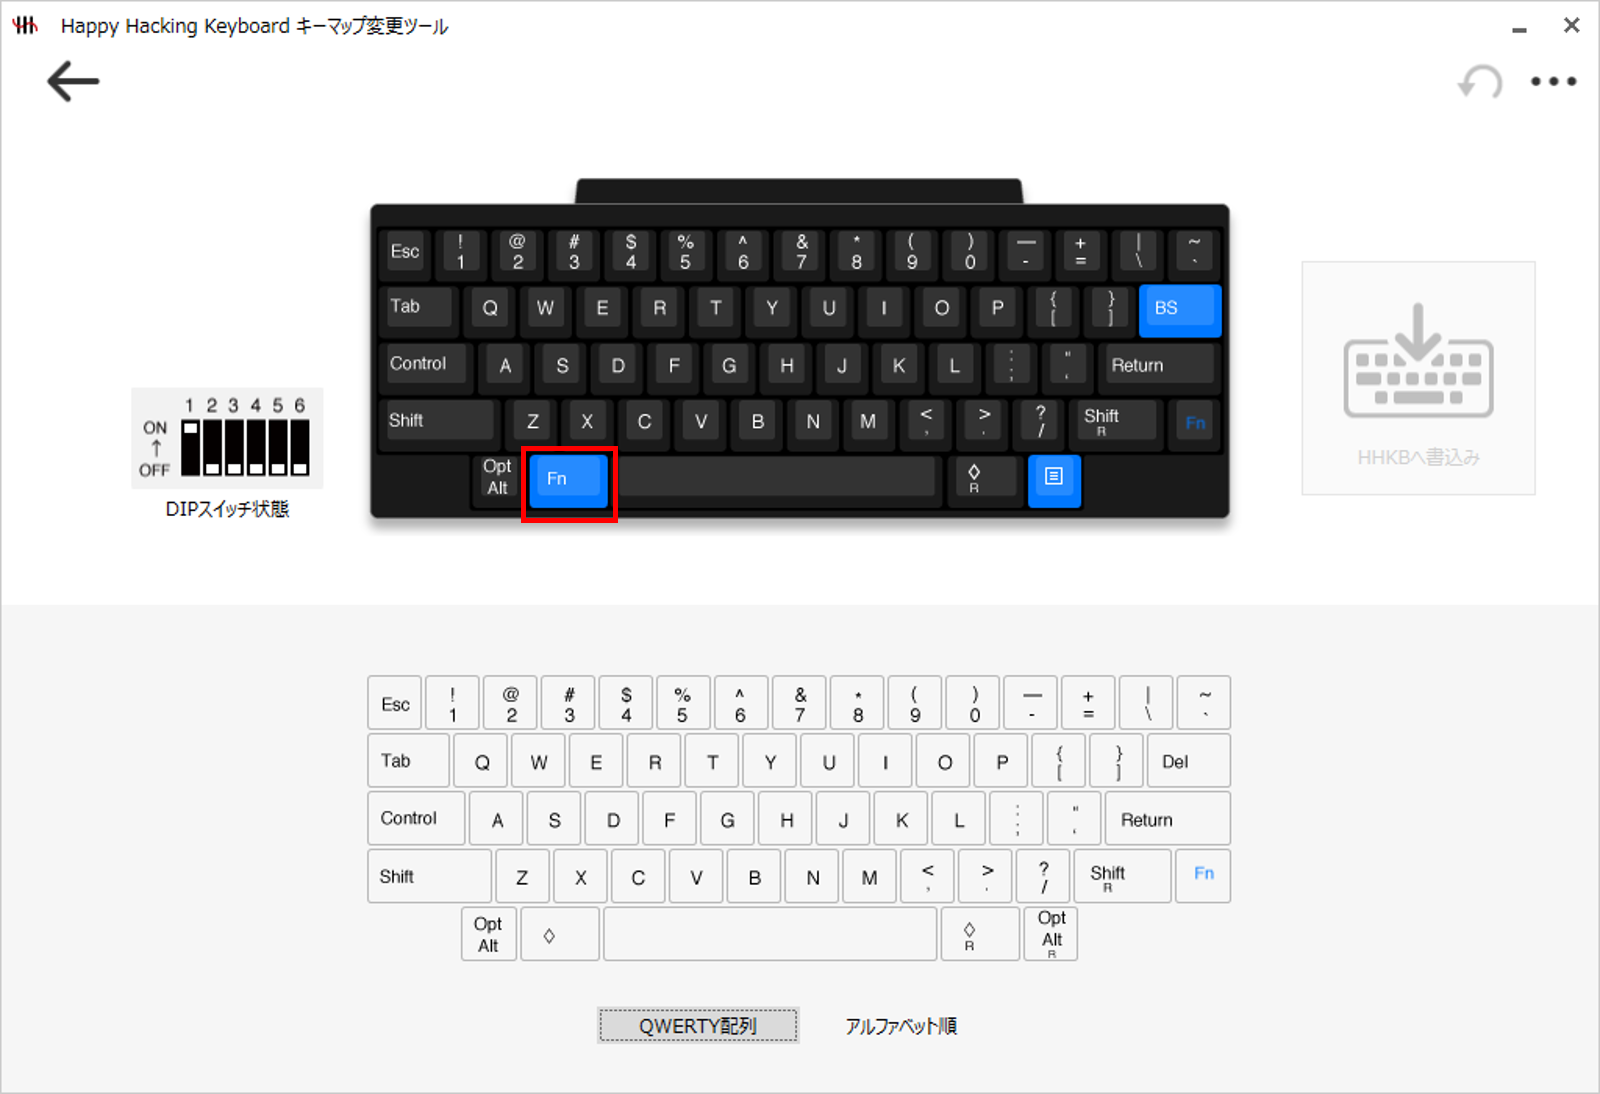 Happy Hacking Keyboard キーマップ変更ツール
Esc ! 1 @ 2 # 3 $ 4 % 5 ^ 6 & 7 * 8 ( 9 ) 0 — - + = | \ ~ `
Tab Q W E R T Y U I O P { [ } ] BS
Control A S D F G H J K L : ; " ' Return
Shift Z X C V B N M < , > . ? / Shift R Fn
Opt Alt Fn ◊ R
1 2 3 4 5 6
ON
↑
OFF
DIPスイッチ状態
HHKBへ書込み
Esc ! 1 @ 2 # 3 $ 4 % 5 ^ 6 & 7 * 8 ( 9 ) 0 — - + = | \ ~ `
Tab Q W E R T Y U I O P { [ } ] Del
Control A S D F G H J K L : ; " ' Return
Shift Z X C V B N M < , > . ? / Shift R Fn
Opt Alt ◊ ◊ R Opt Alt R
QWERTY配列 アルファベット順